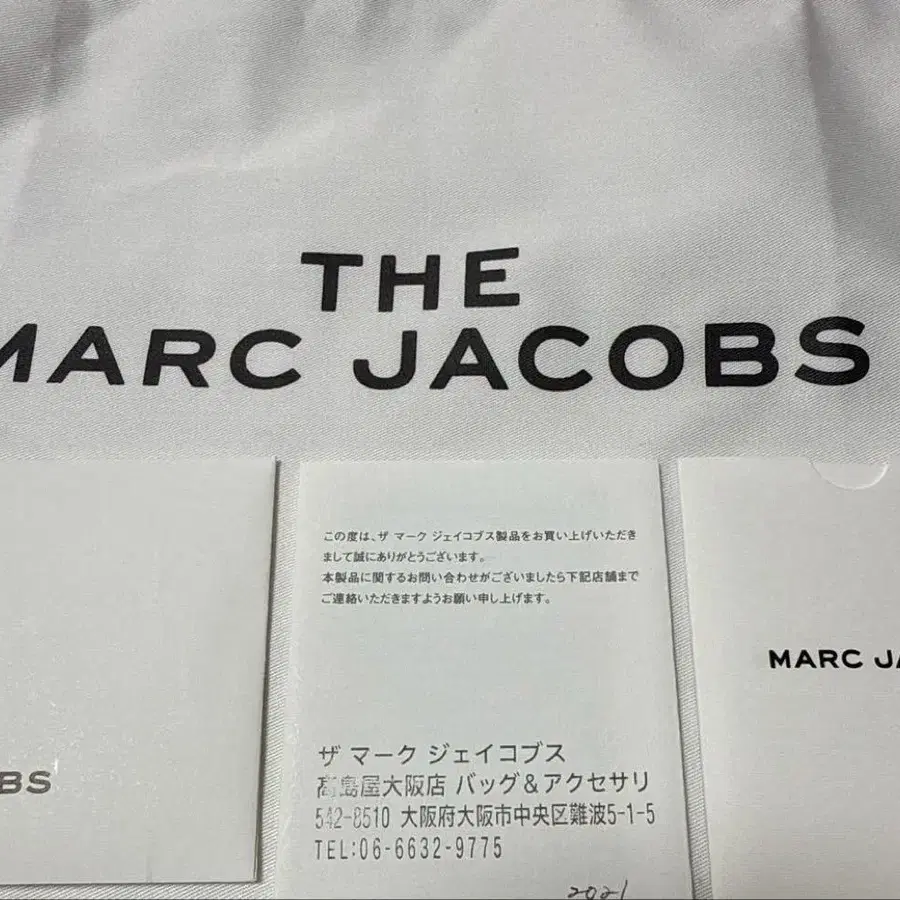 THE
MARC JACOBS
この度は、ザ マーク ジェイコブス製品をお買い上げいただき
まして誠にありがとうございます。
本製品に関するお問い合わせがございましたら下記店舗まで
ご連絡いただきますようお願い申し上げます。
ザ マーク ジェイコブス
髙島屋大阪店 バッグ&アクセサリ
542-8510 大阪府大阪市中央区難波5-1-5
TEL:06-6632-9775
2021
OBS
MARC JA